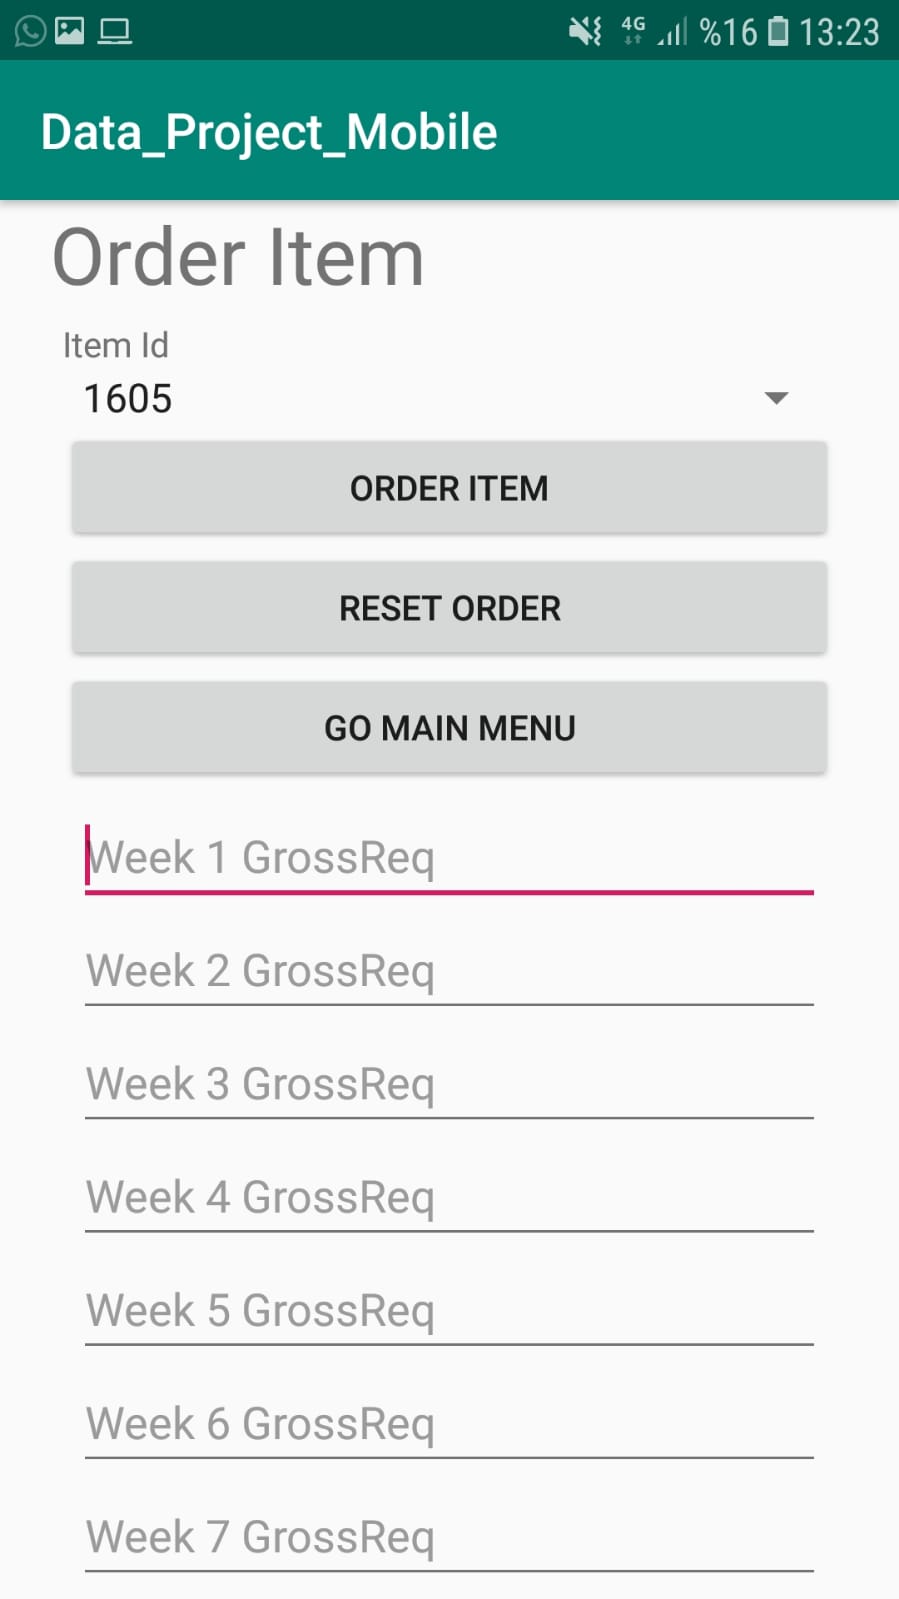 4G %16 13:23
Data_Project_Mobile
Order Item
Item Id
1605
ORDER ITEM
RESET ORDER
GO MAIN MENU
Week 1 GrossReq
Week 2 GrossReq
Week 3 GrossReq
Week 4 GrossReq
Week 5 GrossReq
Week 6 GrossReq
Week 7 GrossReq